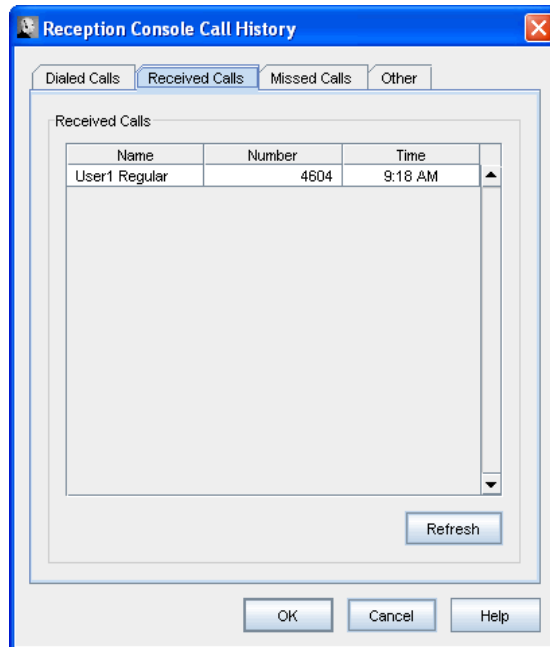 Reception Console Call History
Dialed Calls Received Calls Missed Calls Other
Received Calls
Name Number Time
User1 Regular 4604 9:18 AM
Refresh
OK Cancel Help